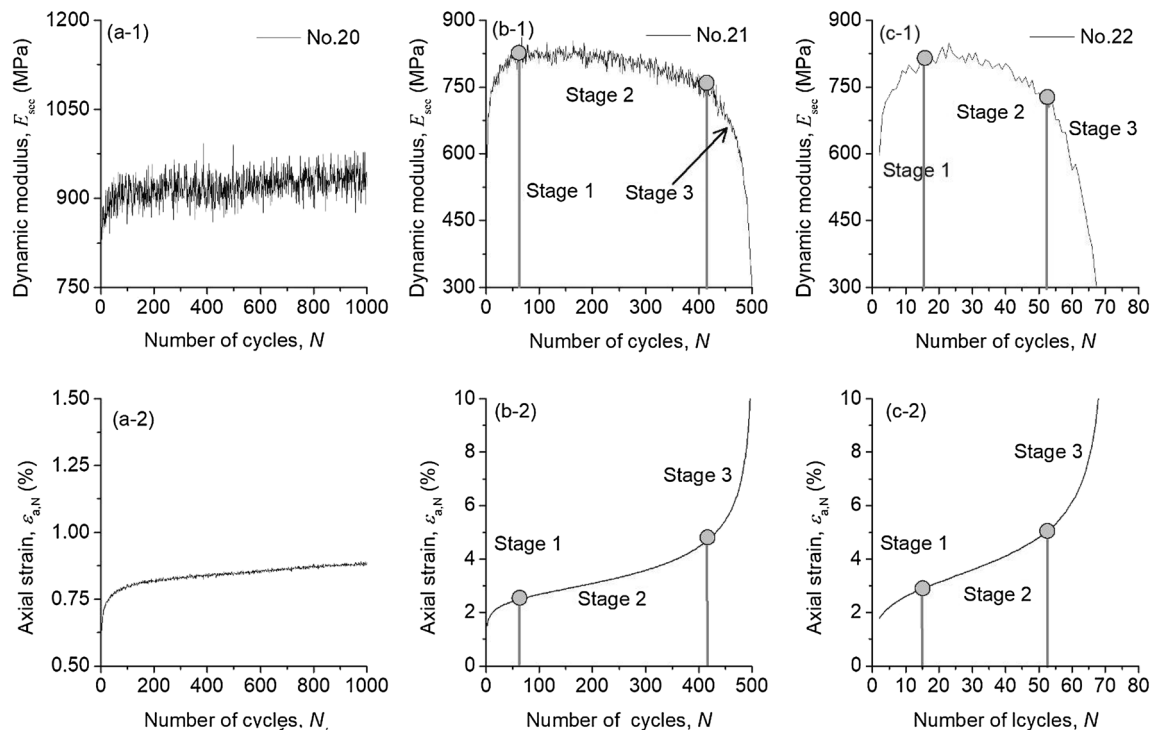 (a-1)
No.20
1200
1050
900
750
Dynamic modulus, E_sec (MPa)
0 200 400 600 800 1000
Number of cycles, N
(b-1)
No.21
900
750
600
450
300
Dynamic modulus, E_sec (MPa)
Stage 2
Stage 1
Stage 3
0 100 200 300 400 500
Number of cycles, N
(c-1)
No.22
900
750
600
450
300
Dynamic modulus, E_sec (MPa)
Stage 2
Stage 3
Stage 1
0 10 20 30 40 50 60 70 80
Number of cycles, N
(a-2)
1.50
1.25
1.00
0.75
0.50
Axial strain, ε_a,N (%)
0 200 400 600 800 1000
Number of cycles, N
(b-2)
10
8
6
4
2
0
Axial strain, ε_a,N (%)
Stage 3
Stage 1
Stage 2
0 100 200 300 400 500
Number of cycles, N
(c-2)
10
8
6
4
2
0
Axial strain, ε_a,N (%)
Stage 3
Stage 1
Stage 2
0 10 20 30 40 50 60 70 80
Number of lcycles, N